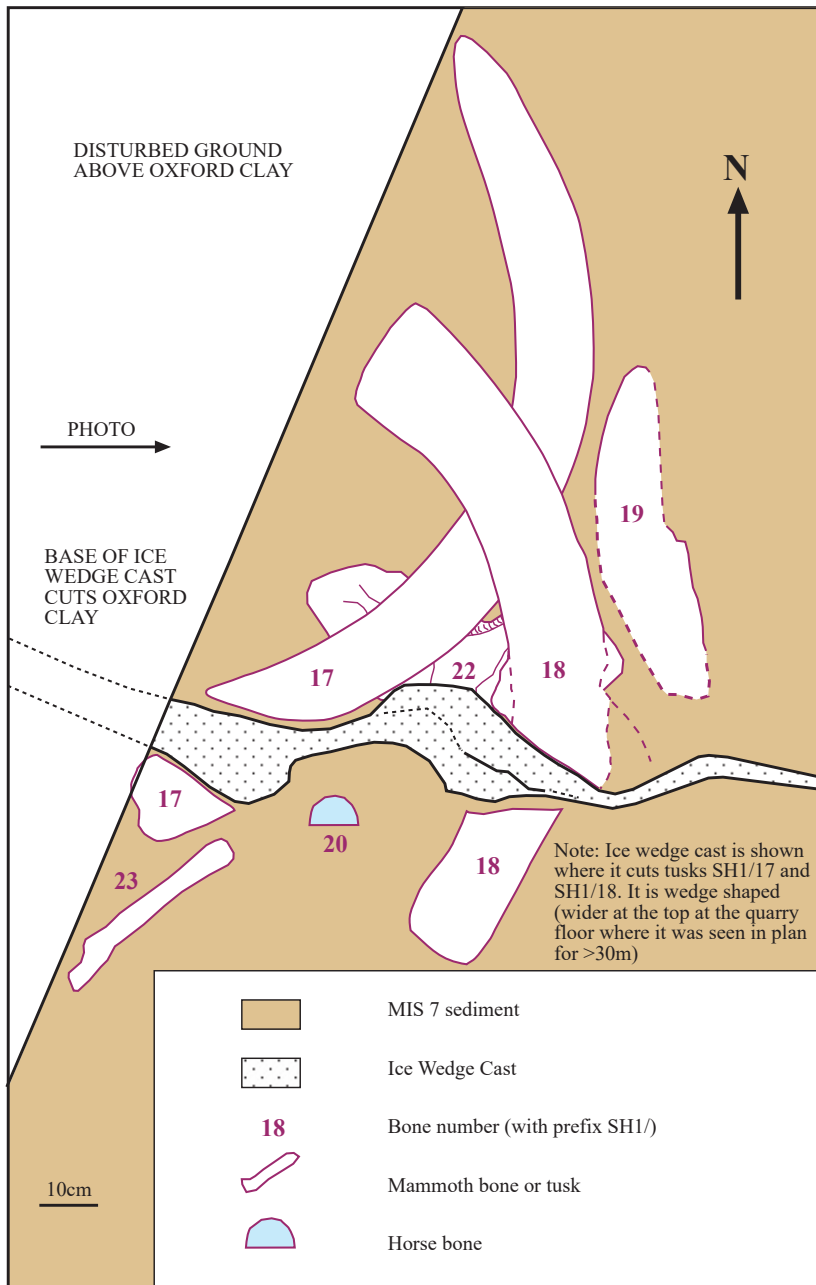 DISTURBED GROUND
ABOVE OXFORD CLAY
N
PHOTO
19
BASE OF ICE
WEDGE CAST
CUTS OXFORD
CLAY
17
22
18
17
20
23
18
Note: Ice wedge cast is shown
where it cuts tusks SH1/17 and
SH1/18. It is wedge shaped
(wider at the top at the quarry
floor where it was seen in plan
for >30m)
MIS 7 sediment
Ice Wedge Cast
18 Bone number (with prefix SH1/)
Mammoth bone or tusk
10cm
Horse bone